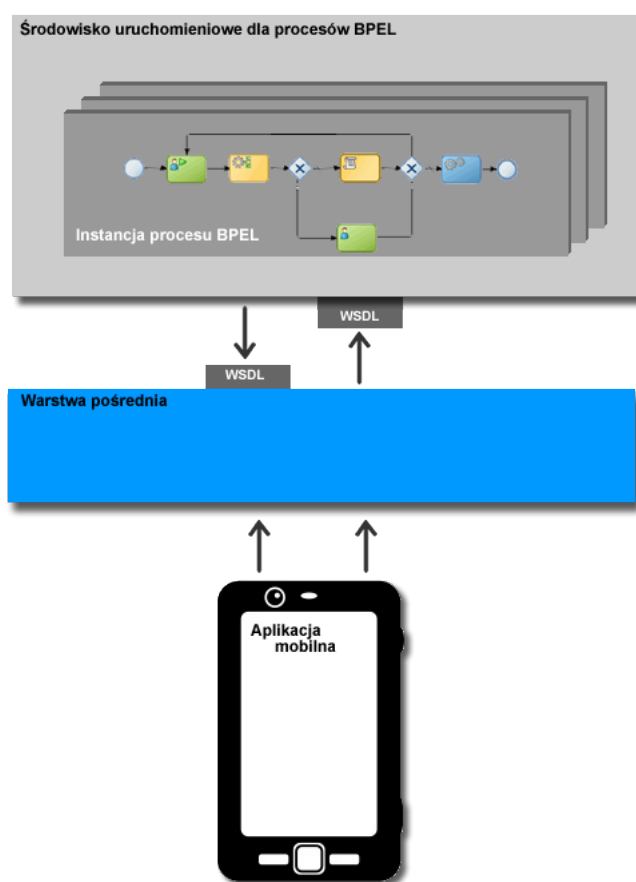 Środowisko uruchomieniowe dla procesów BPEL
Instancja procesu BPEL
WSDL
WSDL
Warstwa pośrednia
Aplikacja
mobilna